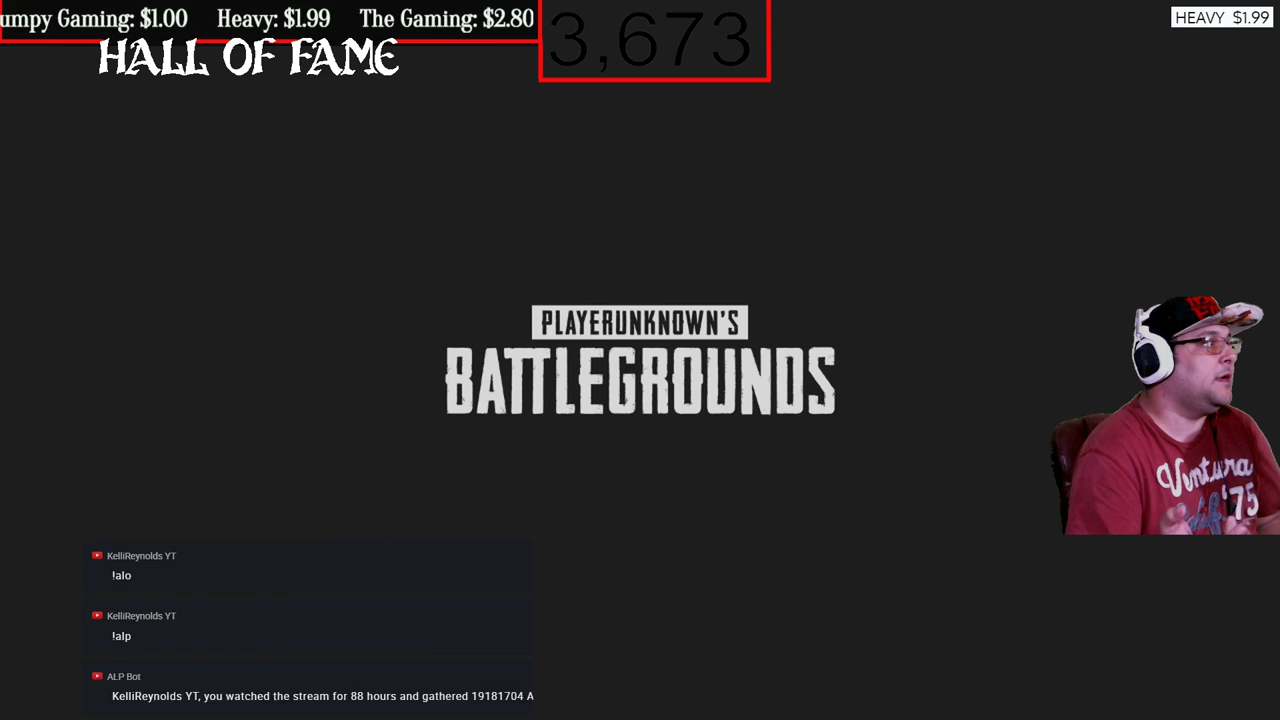 umpy Gaming: $1.00 Heavy: $1.99 The Gaming: $2.80
3,673
HEAVY $1.99
HALL OF FAME
PLAYERUNKNOWN'S
BATTLEGROUNDS
Ventura
'75
KelliReynolds YT
!alo
KelliReynolds YT
!alp
ALP Bot
KelliReynolds YT, you watched the stream for 88 hours and gathered 19181704 A